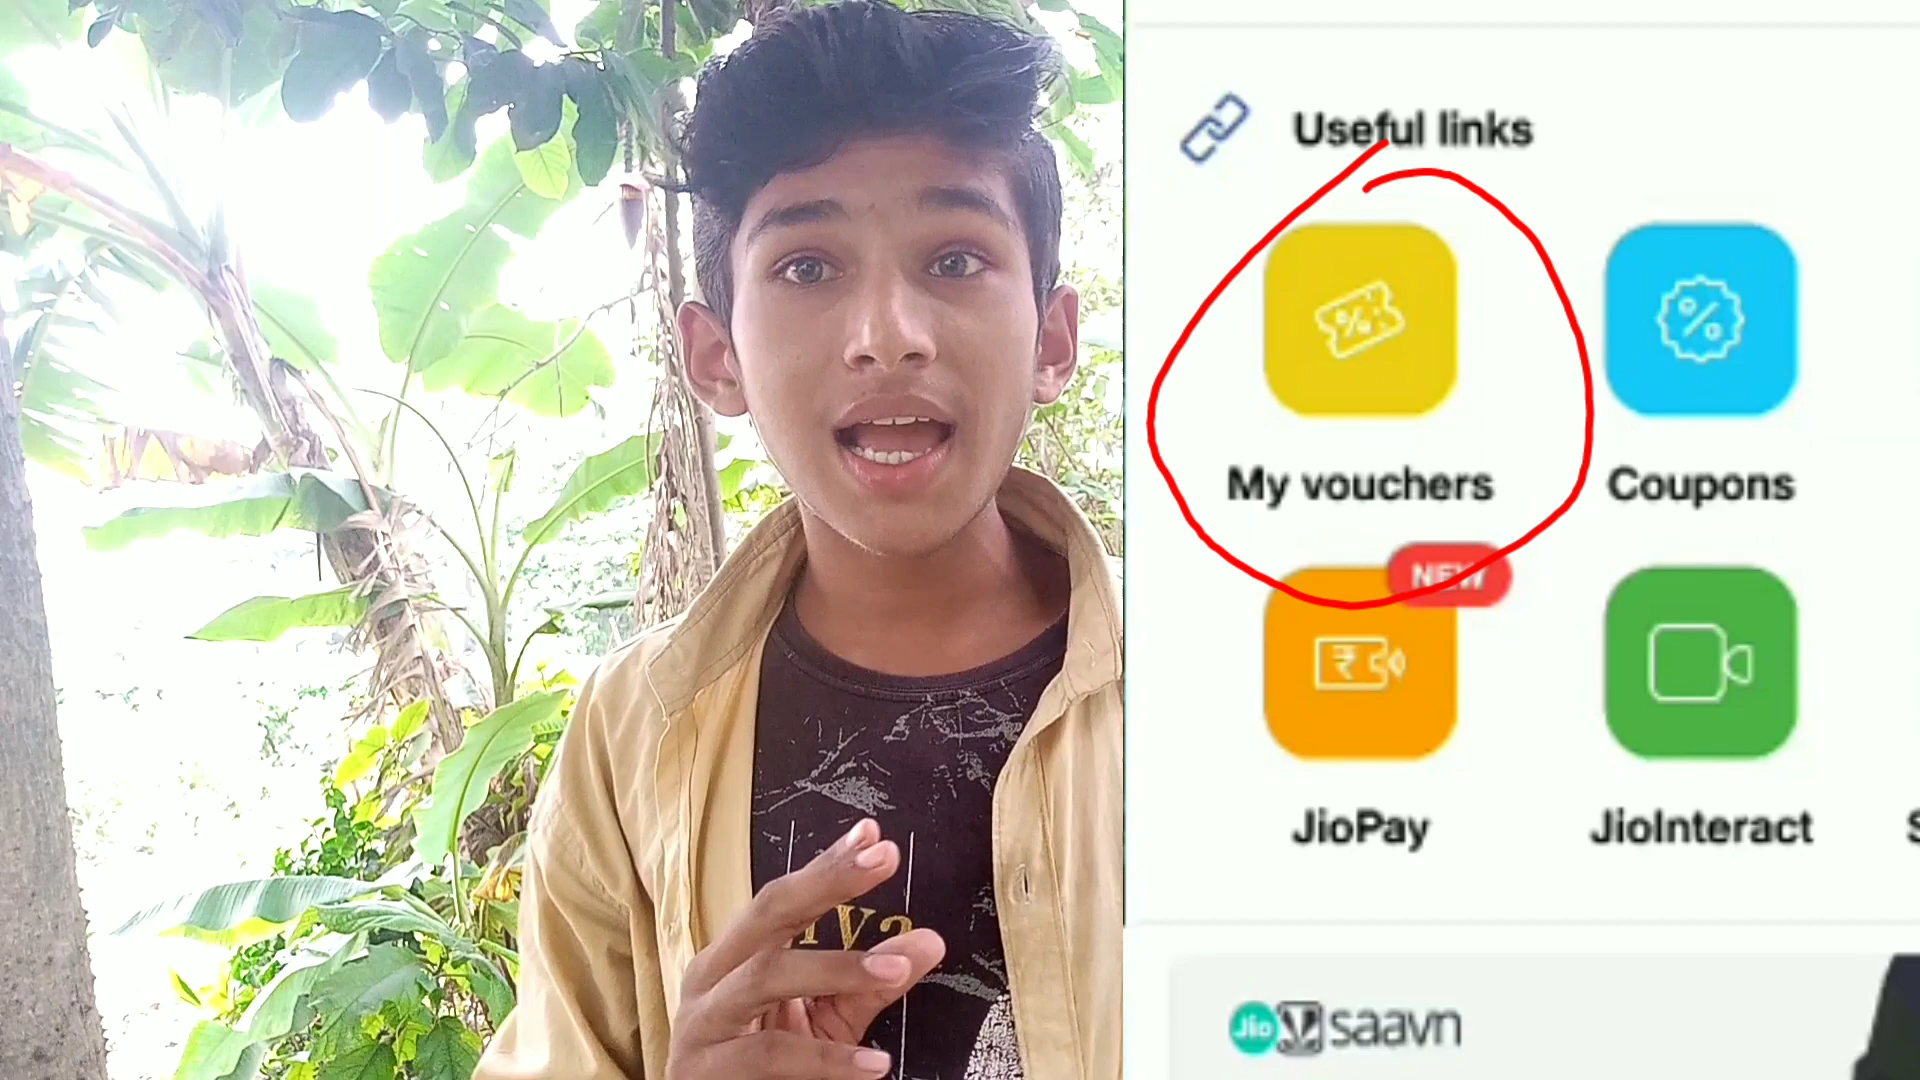 Useful links
My vouchers
Coupons
NEW
JioPay
JioInteract
Jio saavn